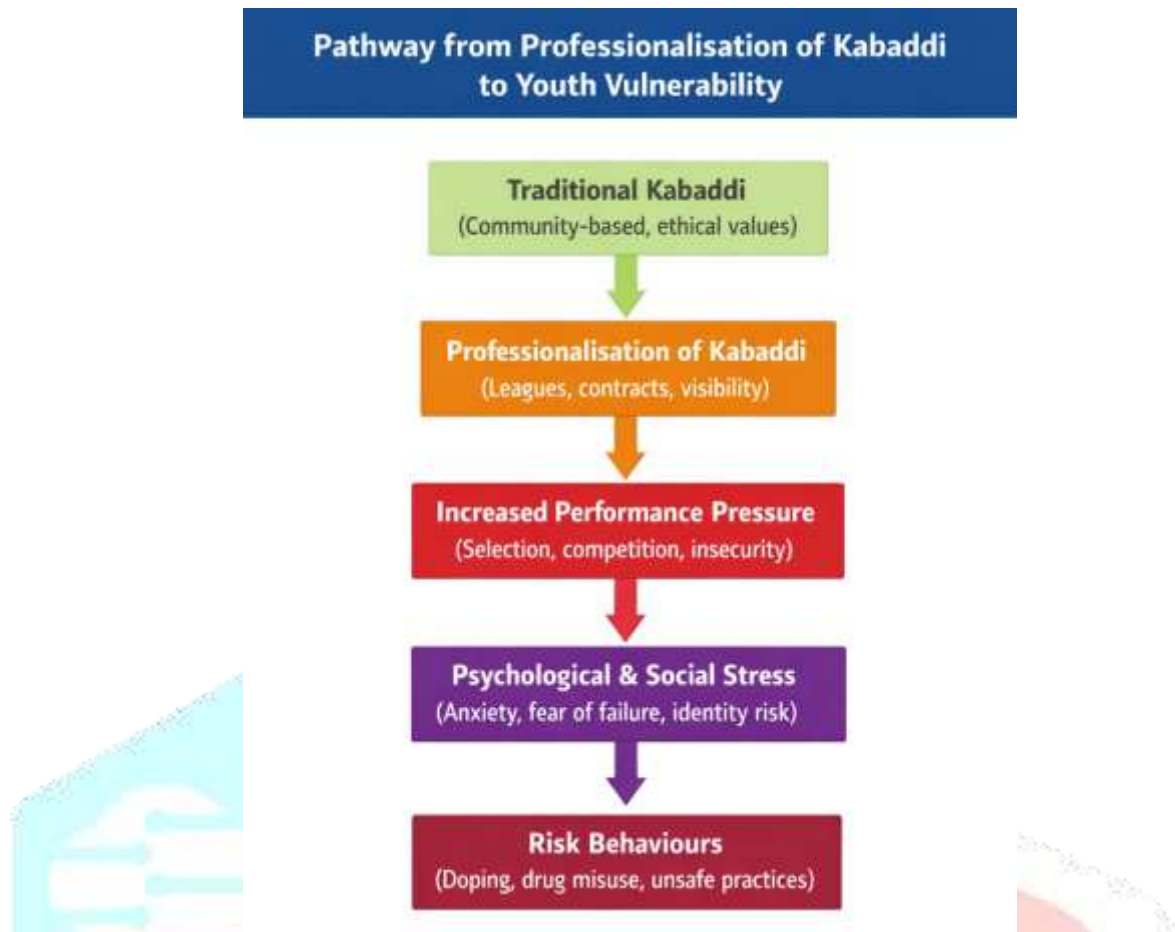 Pathway from Professionalisation of Kabaddi
to Youth Vulnerability
Traditional Kabaddi
(Community-based, ethical values)
Professionalisation of Kabaddi
(Leagues, contracts, visibility)
Increased Performance Pressure
(Selection, competition, insecurity)
Psychological & Social Stress
(Anxiety, fear of failure, identity risk)
Risk Behaviours
(Doping, drug misuse, unsafe practices)